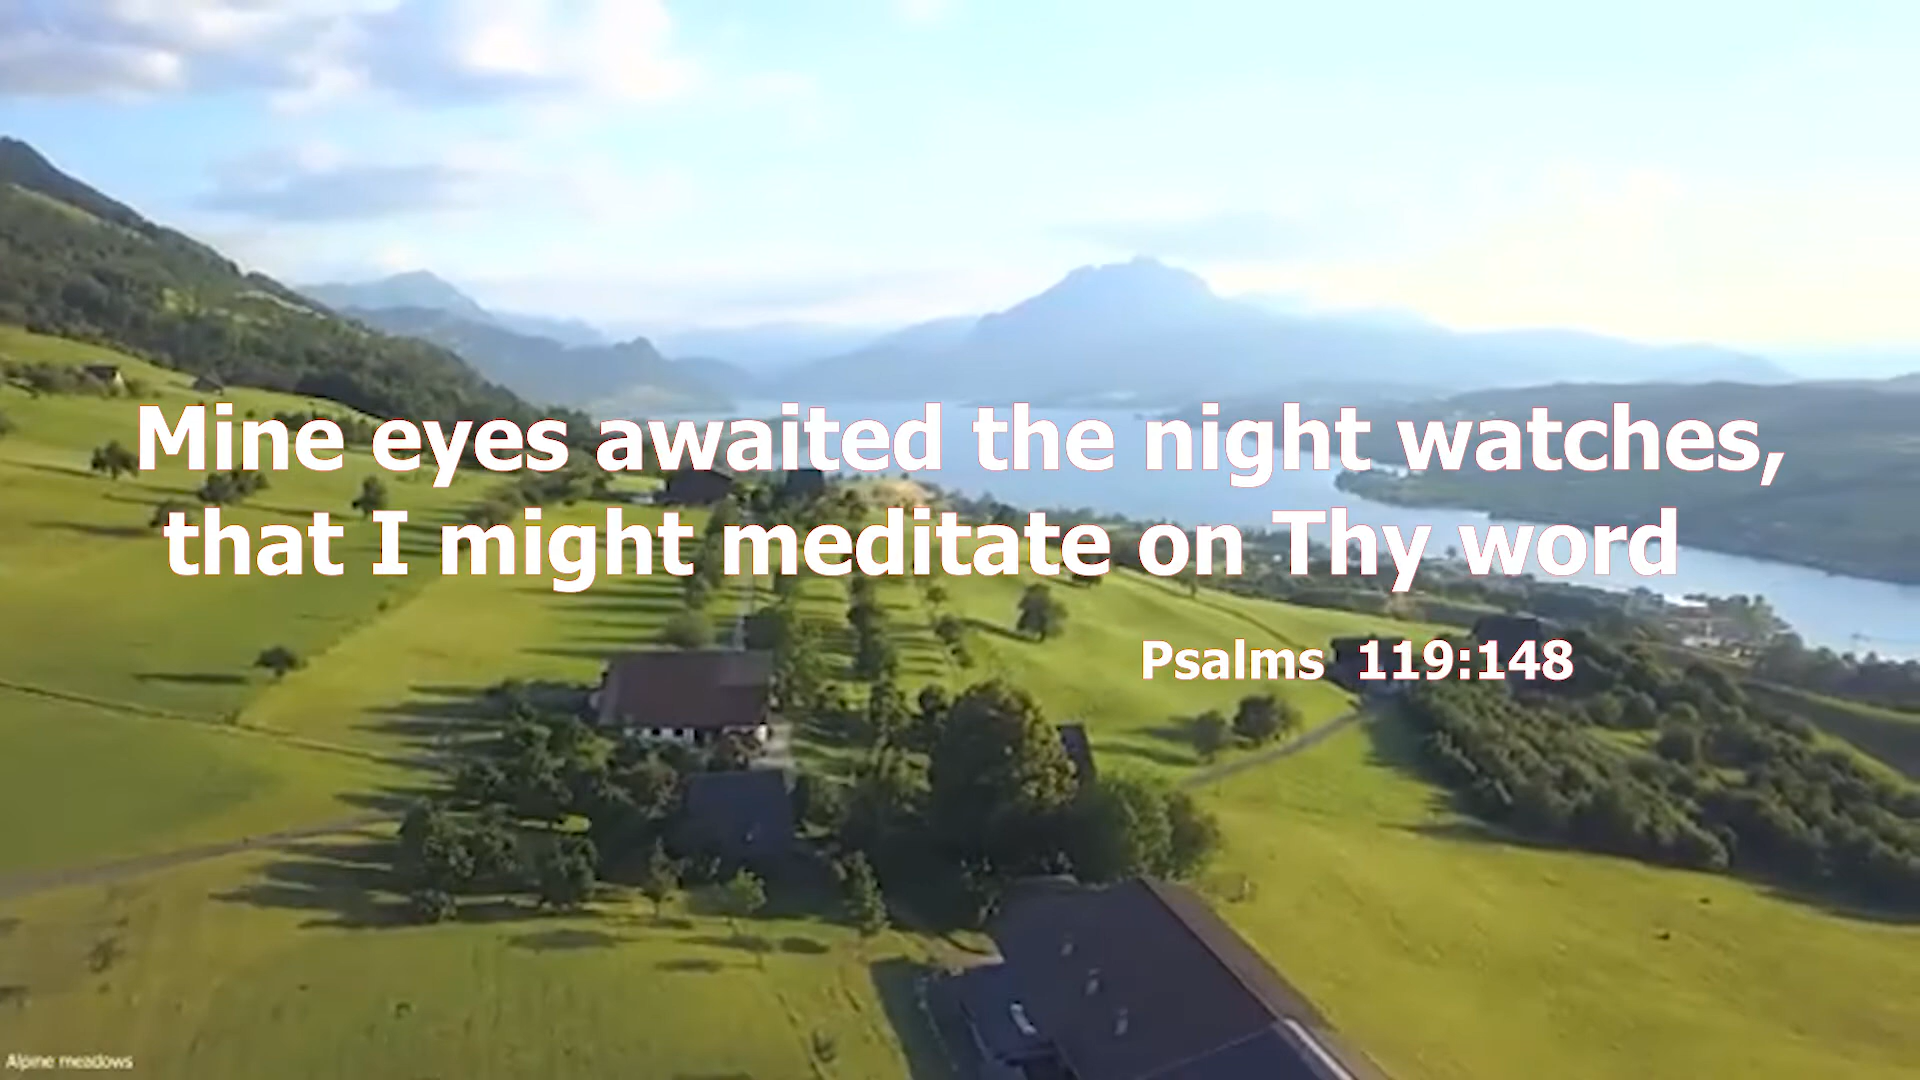 Mine eyes awaited the night watches,
that I might meditate on Thy word
Psalms 119:148
Alpine meadows